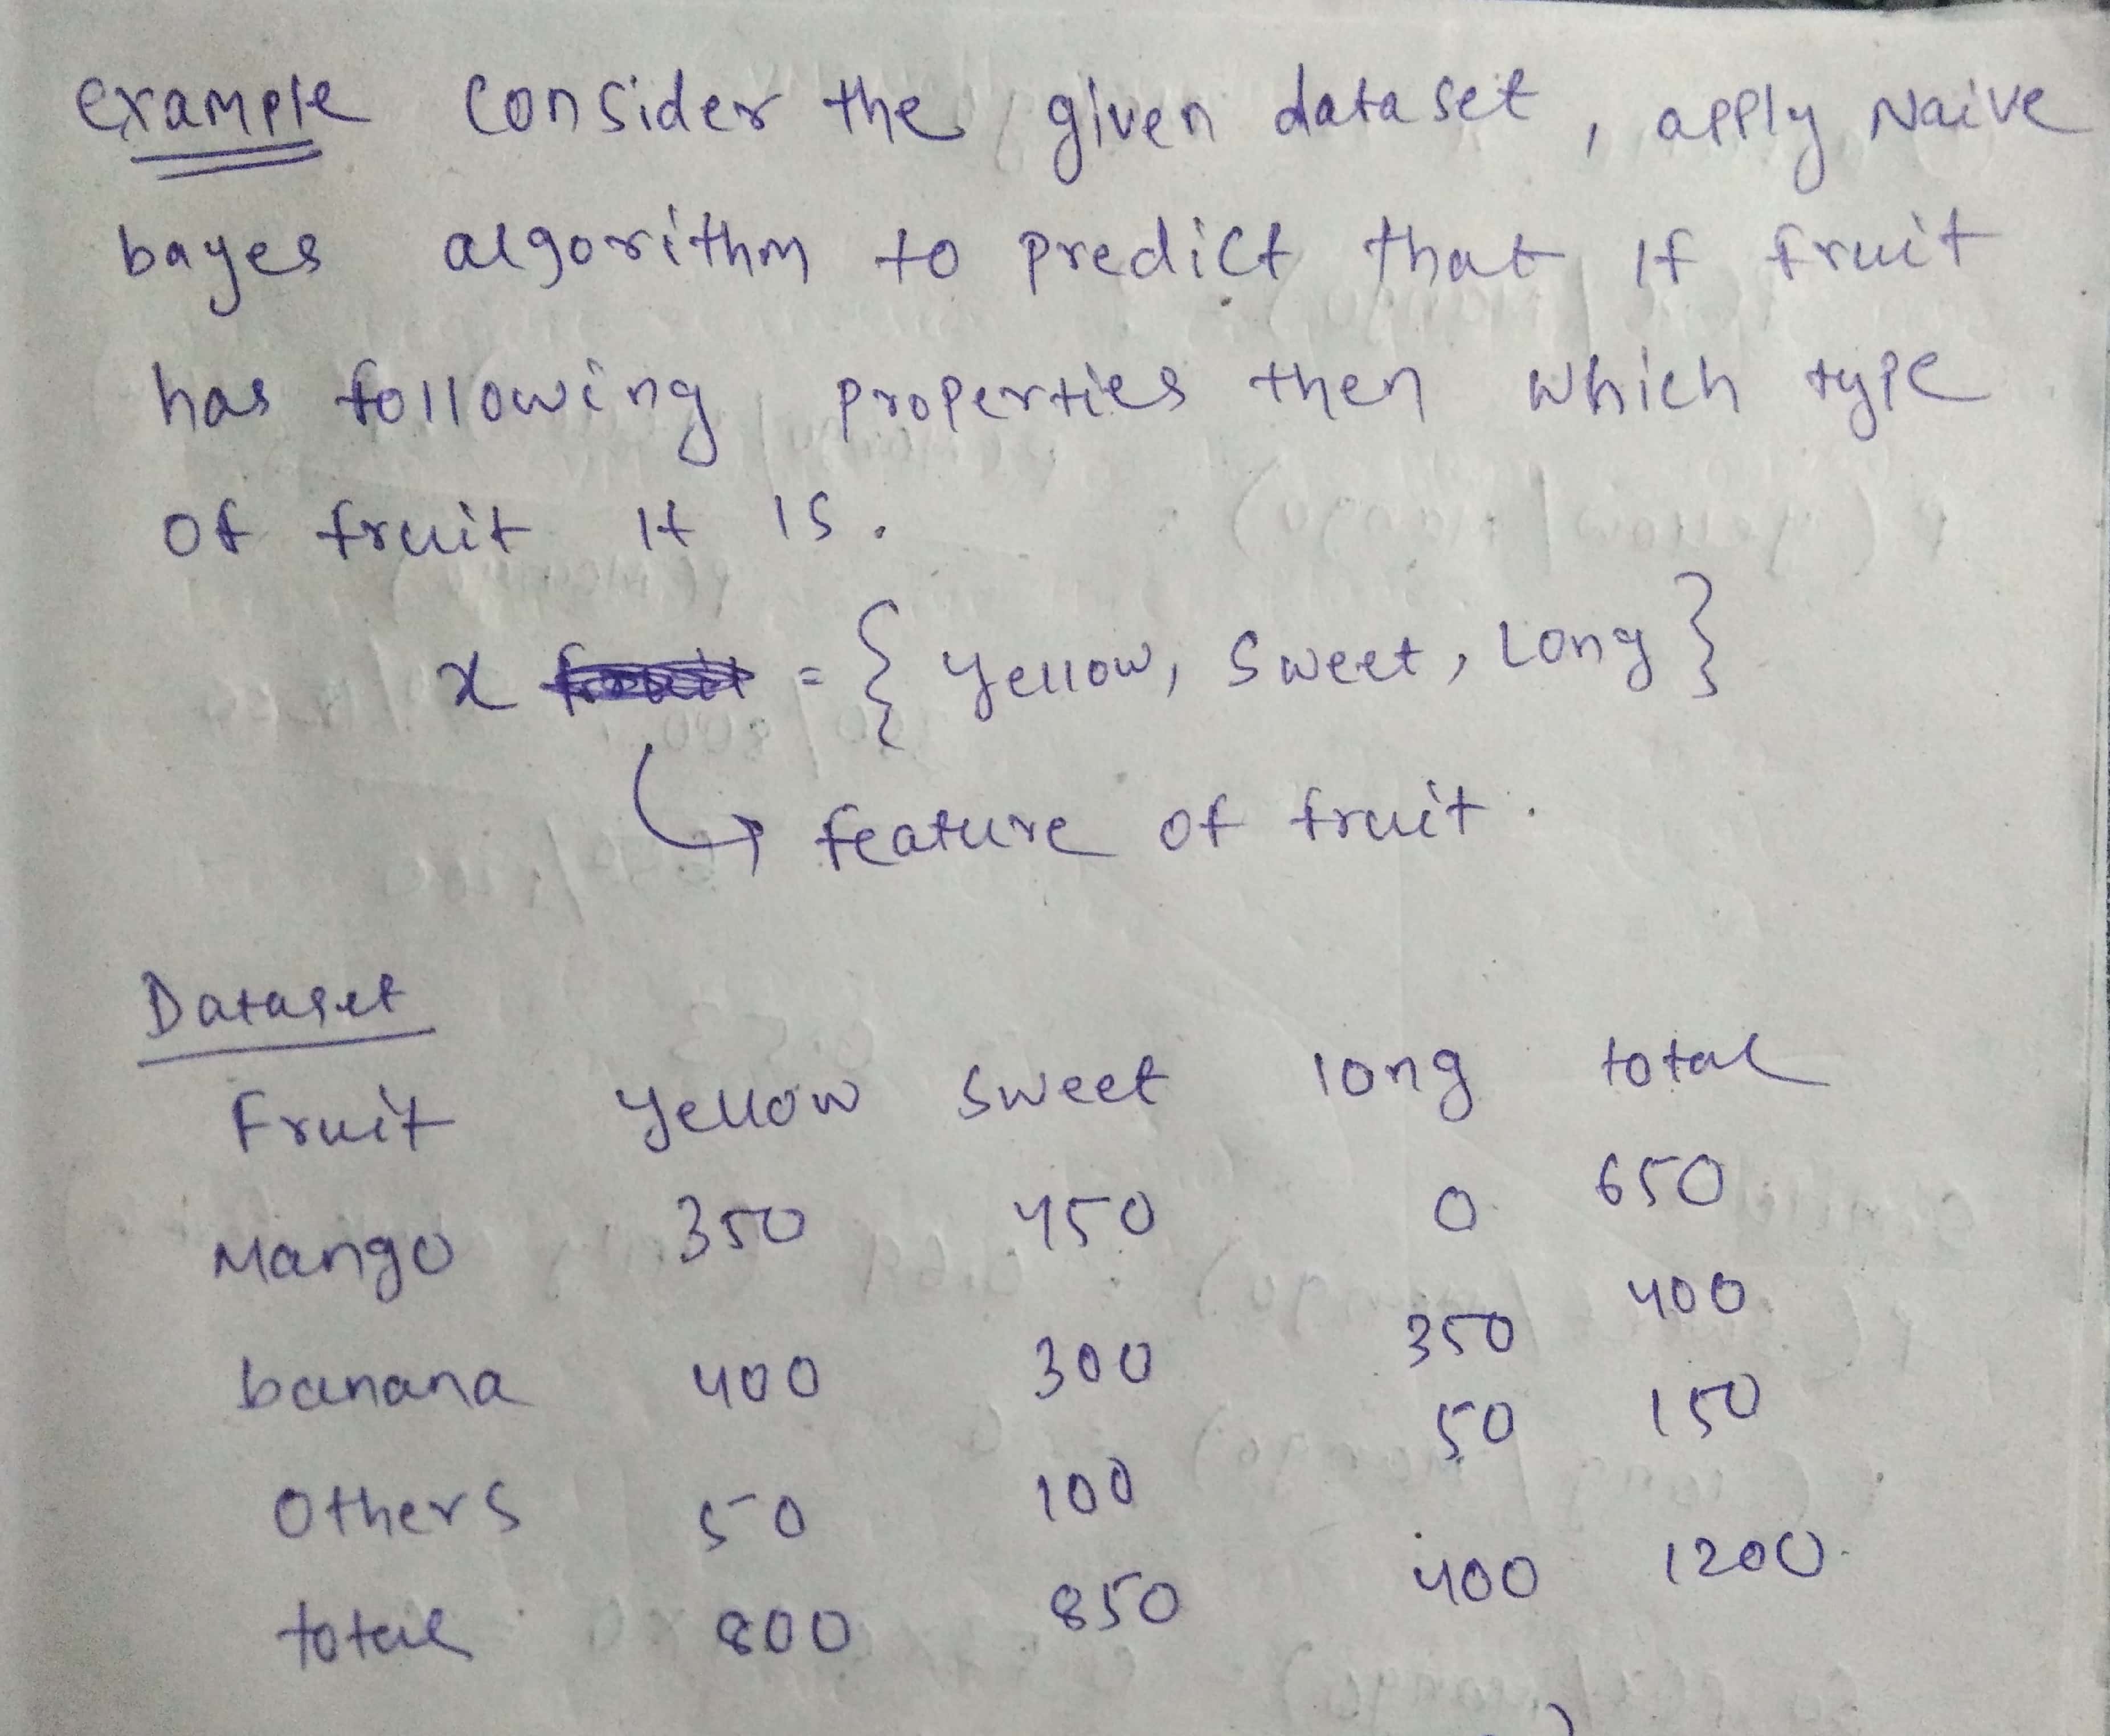 Example Consider the given dataset, apply Naive
bayes algorithm to predict that if fruit
has following properties then which type
of fruit it is.
x = { Yellow, Sweet, Long }
feature of fruit.
Dataset
Fruit Yellow Sweet long total
Mango 350 450 0 650
banana 400 300 350 400
Others 50 100 50 150
total 800 850 400 1200